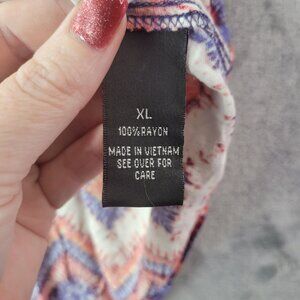 XL
100% RAYON
MADE IN VIETNAM
SEE OVER FOR
CARE